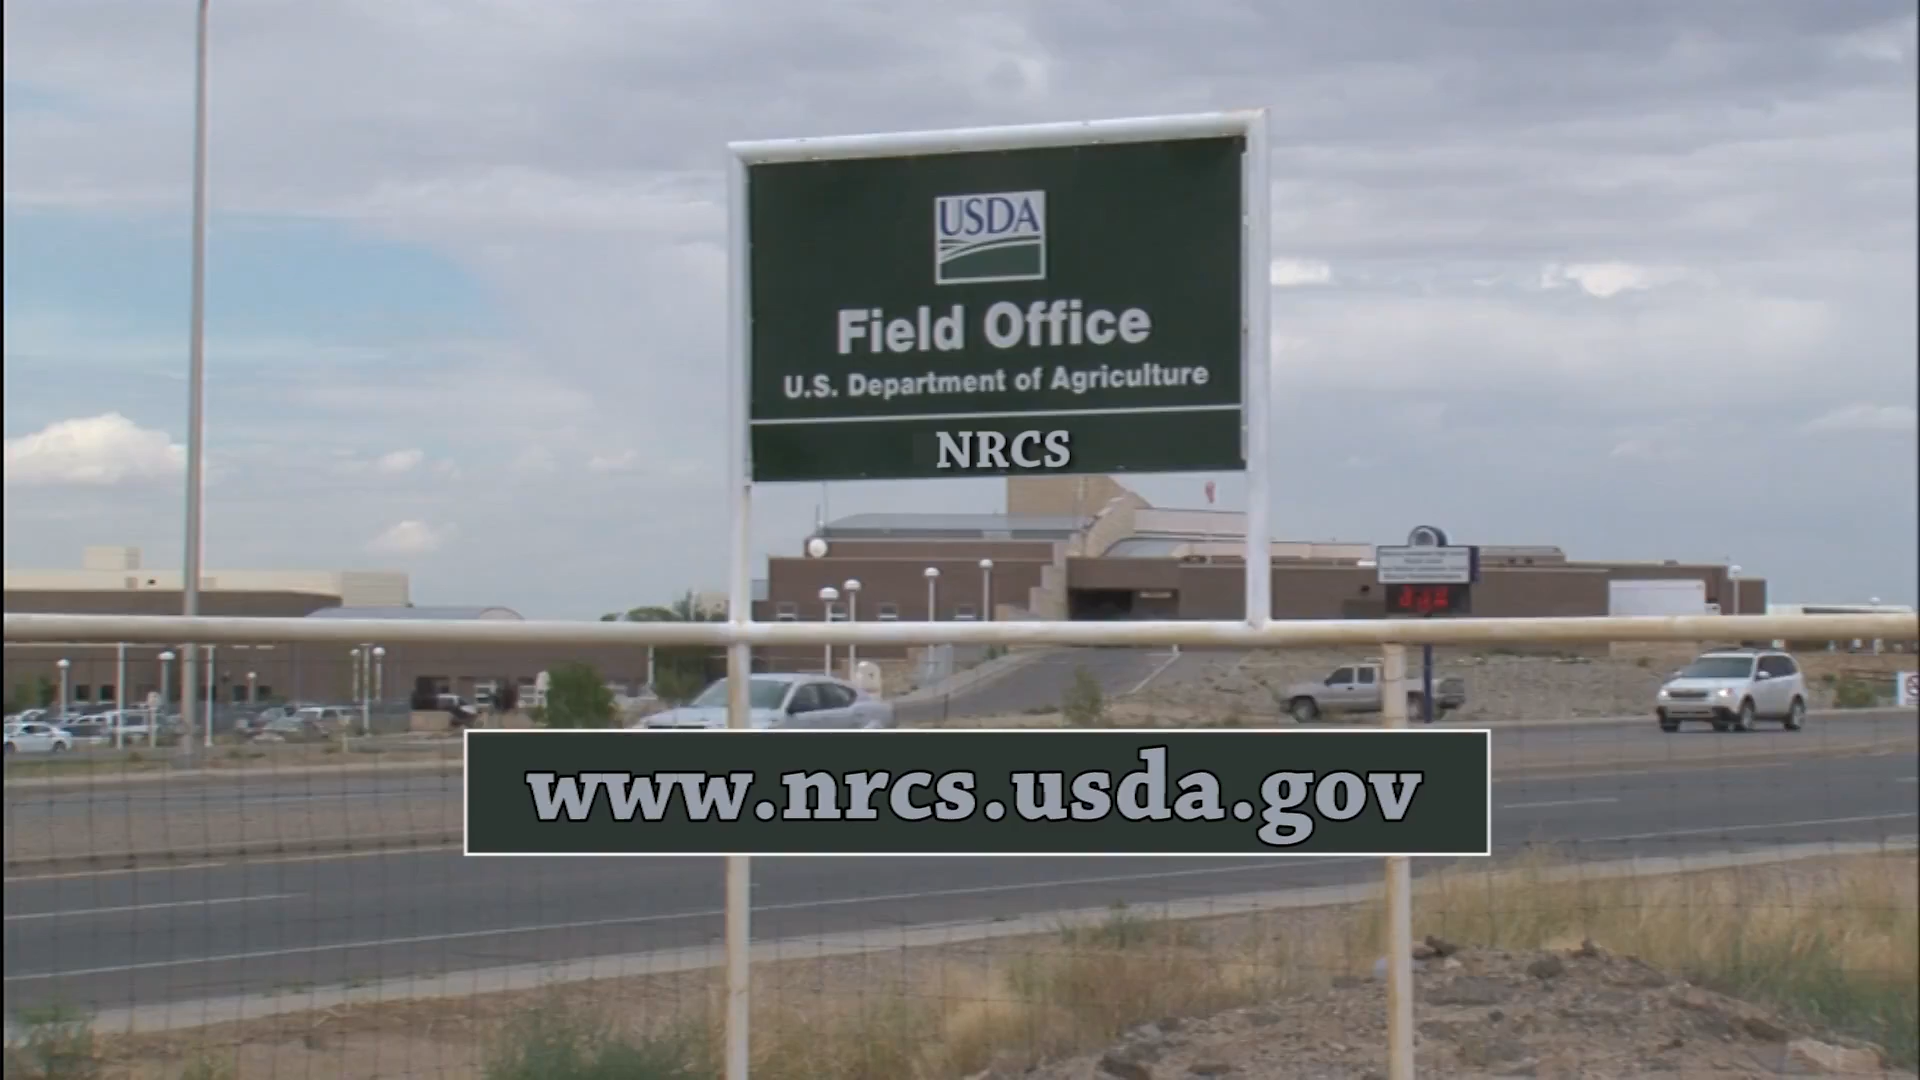 USDA
Field Office
U.S. Department of Agriculture
NRCS
www.nrcs.usda.gov